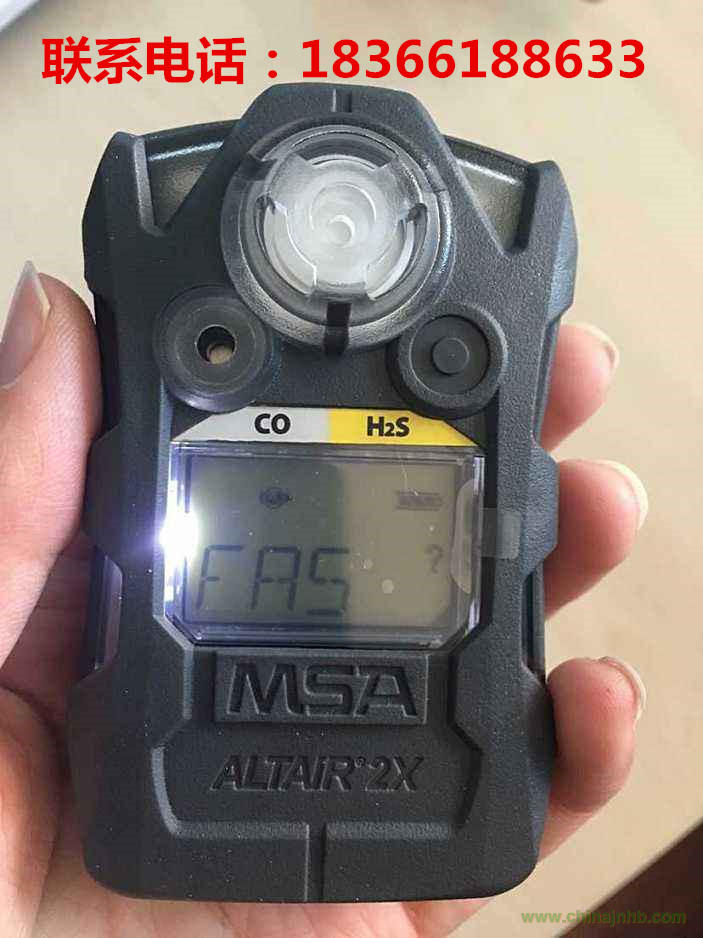 联系电话：18366188633
CO H2S
FAS ?
MSA
ALTAIR® 2X
www.chinajnhb.com